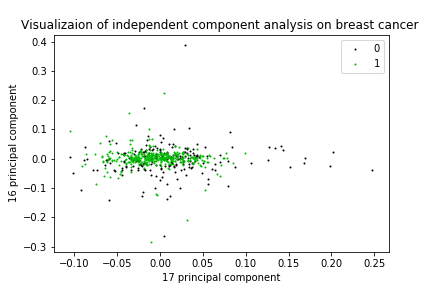 Visualizaion of independent component analysis on breast cancer
0.4
0.3
0.2
0.1
0.0
−0.1
−0.2
−0.3
16 principal component
0
1
−0.10 −0.05 0.00 0.05 0.10 0.15 0.20 0.25
17 principal component